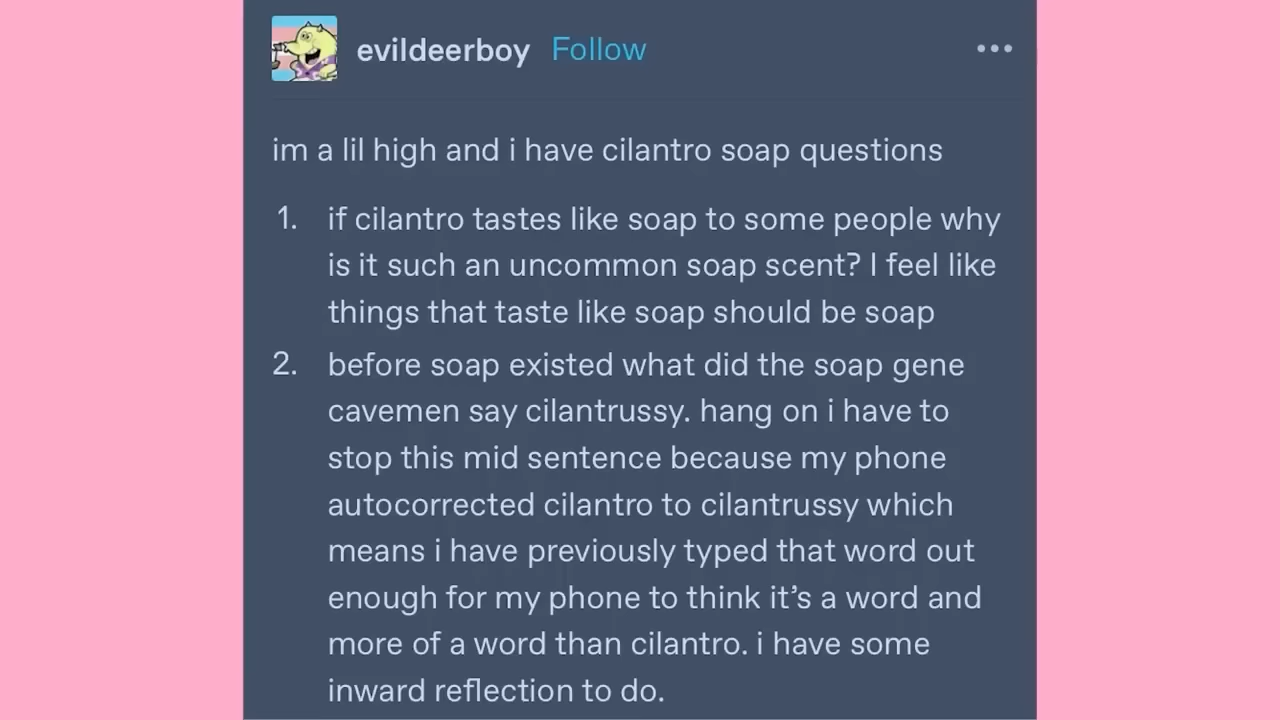 evildeerboy Follow
im a lil high and i have cilantro soap questions
1. if cilantro tastes like soap to some people why
is it such an uncommon soap scent? I feel like
things that taste like soap should be soap
2. before soap existed what did the soap gene
cavemen say cilantrussy. hang on i have to
stop this mid sentence because my phone
autocorrected cilantro to cilantrussy which
means i have previously typed that word out
enough for my phone to think it’s a word and
more of a word than cilantro. i have some
inward reflection to do.